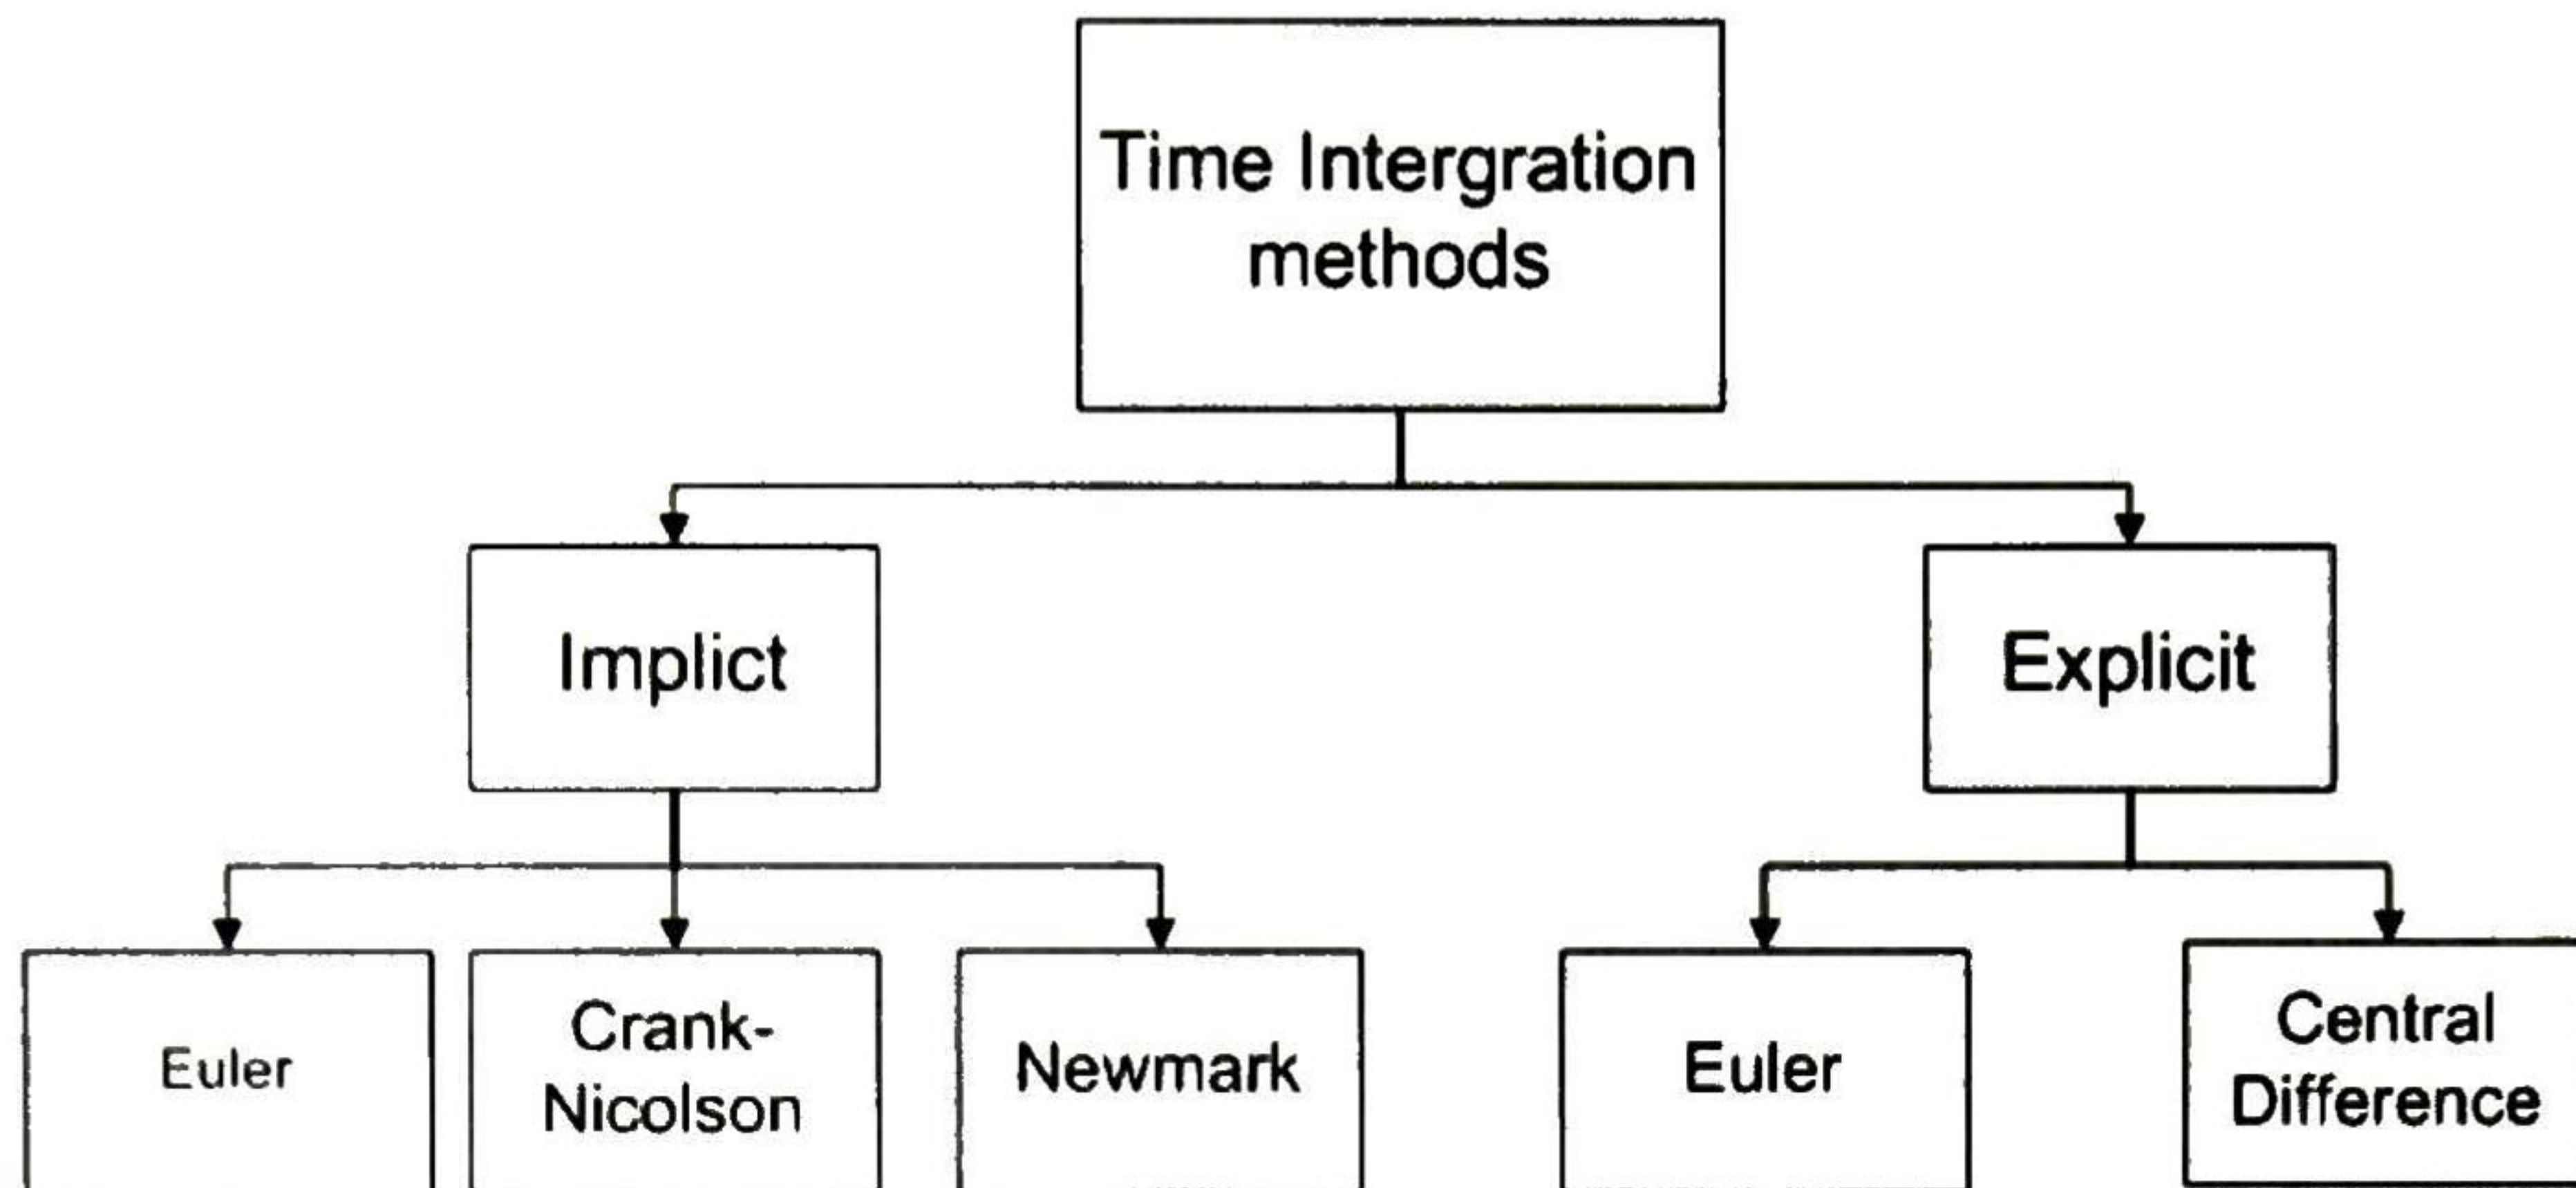 Time Intergration
methods
Implict
Explicit
Euler
Crank-
Nicolson
Newmark
Euler
Central
Difference